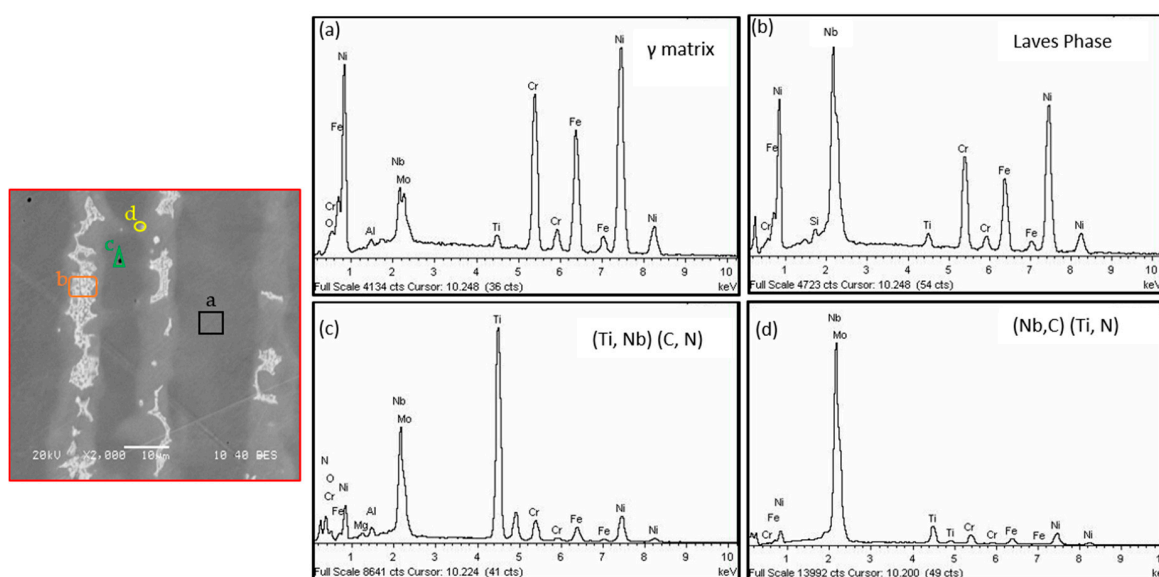 d
c
b
a
20kV X2,000 10μm 10 40 BES
(a)
γ matrix
Ni
Ni
Cr
Fe
Fe
Nb
Mo
Cr
O
Al
Ti
Cr
Fe
Ni
1 2 3 4 5 6 7 8 9 10
Full Scale 4134 cts Cursor: 10.248 (36 cts) keV
(b)
Laves Phase
Nb
Ni
Ni
Fe
Cr
Fe
Cr
Si
Ti
Cr
Fe
Ni
1 2 3 4 5 6 7 8 9 10
Full Scale 4723 cts Cursor: 10.248 (54 cts) keV
(c)
(Ti, Nb) (C, N)
Ti
Nb
Mo
N
O
Cr
Ni
Fe
Mg
Al
Cr
Cr
Fe
Fe
Ni
Ni
1 2 3 4 5 6 7 8 9 10
Full Scale 8641 cts Cursor: 10.224 (41 cts) keV
(d)
(Nb,C) (Ti, N)
Nb
Mo
Ni
Fe
Cr
Ti
Ti
Cr
Cr
Fe
Fe
Ni
Ni
1 2 3 4 5 6 7 8 9 10
Full Scale 13992 cts Cursor: 10.200 (49 cts) keV